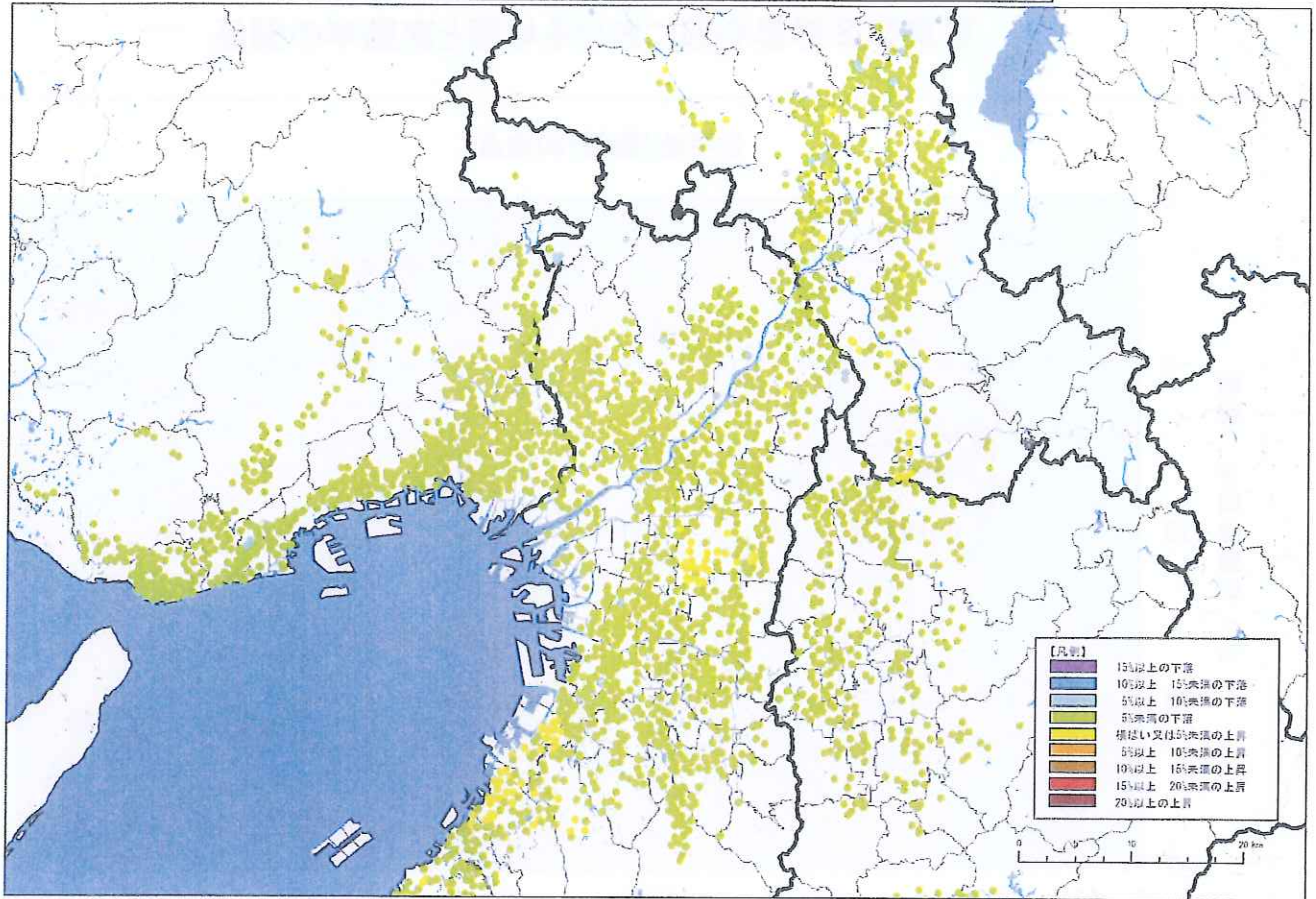 【凡例】
15%以上の下落
10%以上 15%未満の下落
5%以上 10%未満の下落
5%未満の下落
横ばい又は5%未満の上昇
5%以上 10%未満の上昇
10%以上 15%未満の上昇
15%以上 20%未満の上昇
20%以上の上昇
0 5 10 20 km